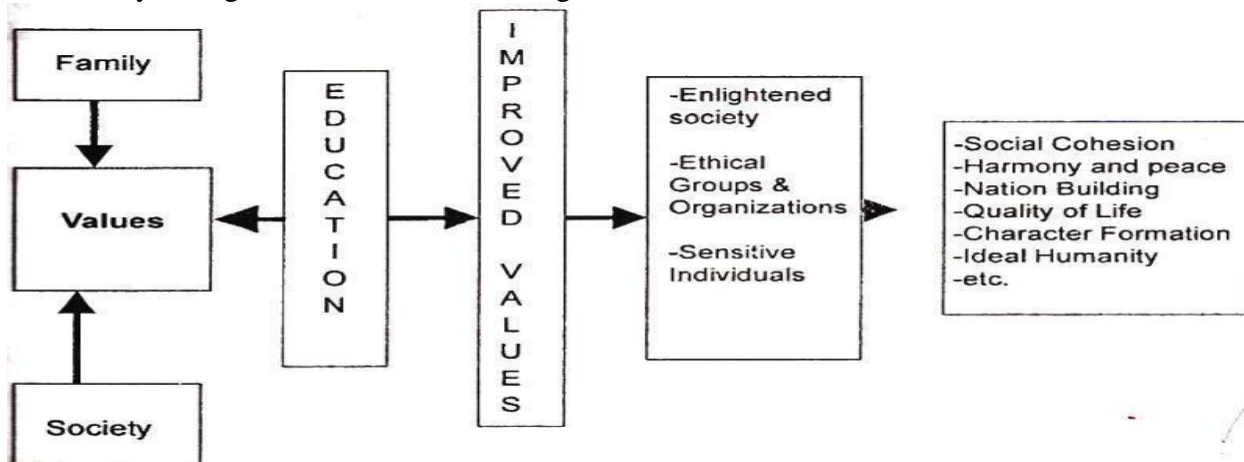 Family
Values
Society
EDUCATION
IMPROVED VALUES
-Enlightened
society
-Ethical
Groups &
Organizations
-Sensitive
Individuals
-Social Cohesion
-Harmony and peace
-Nation Building
-Quality of Life
-Character Formation
-Ideal Humanity
-etc.